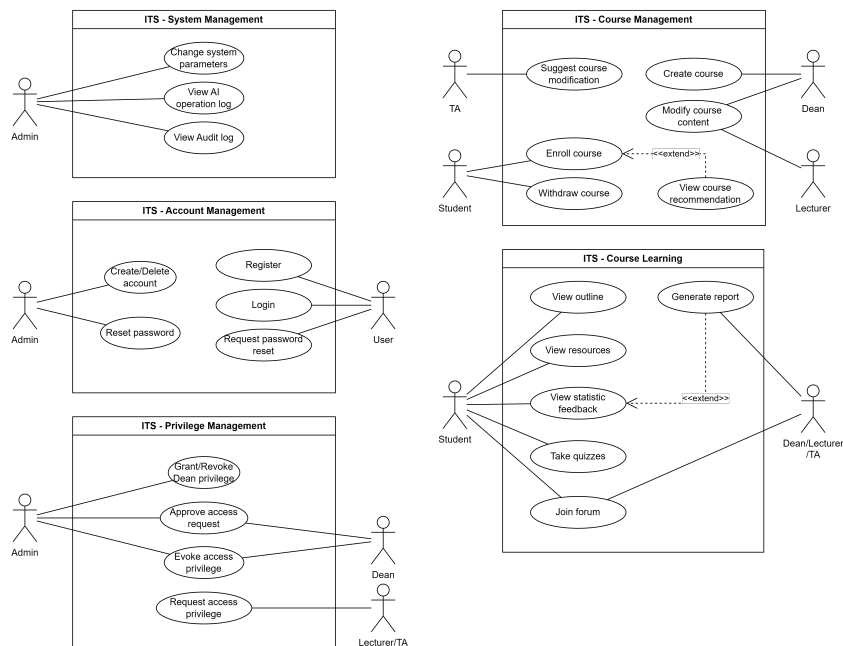 ITS - System Management
Change system
parameters
View AI
operation log
View Audit log
Admin
ITS - Account Management
Create/Delete
account
Reset password
Register
Login
Request password
reset
Admin
User
ITS - Privilege Management
Grant/Revoke
Dean privilege
Approve access
request
Evoke access
privilege
Request access
privilege
Admin
Dean
Lecturer/TA
ITS - Course Management
Suggest course
modification
Create course
Modify course
content
Enroll course
<<extend>>
Withdraw course
View course
recommendation
TA
Dean
Student
Lecturer
ITS - Course Learning
View outline
Generate report
View resources
View statistic
feedback
<<extend>>
Take quizzes
Join forum
Student
Dean/Lecturer
/TA